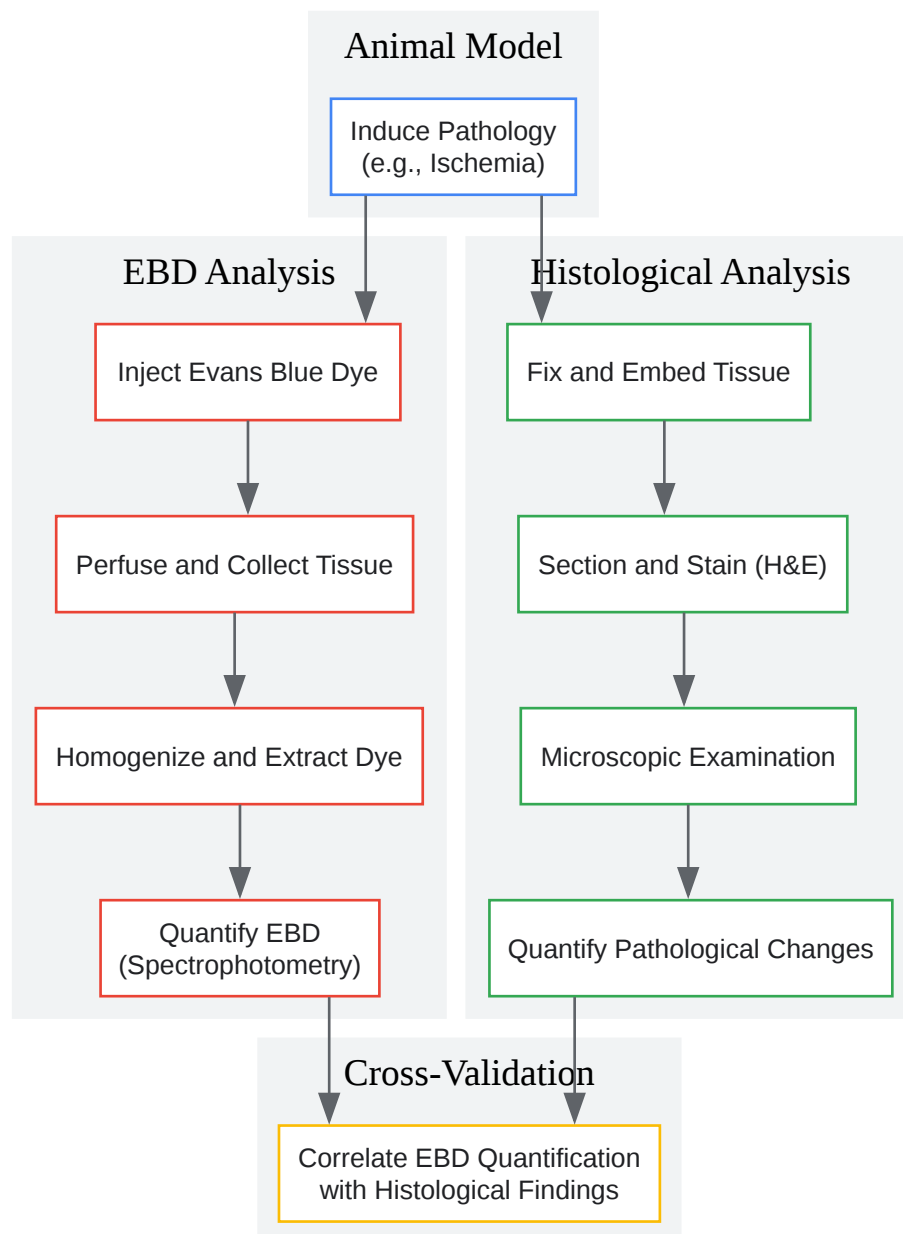 Animal Model
Induce Pathology
(e.g., Ischemia)
EBD Analysis
Inject Evans Blue Dye
Perfuse and Collect Tissue
Homogenize and Extract Dye
Quantify EBD
(Spectrophotometry)
Histological Analysis
Fix and Embed Tissue
Section and Stain (H&E)
Microscopic Examination
Quantify Pathological Changes
Cross-Validation
Correlate EBD Quantification
with Histological Findings